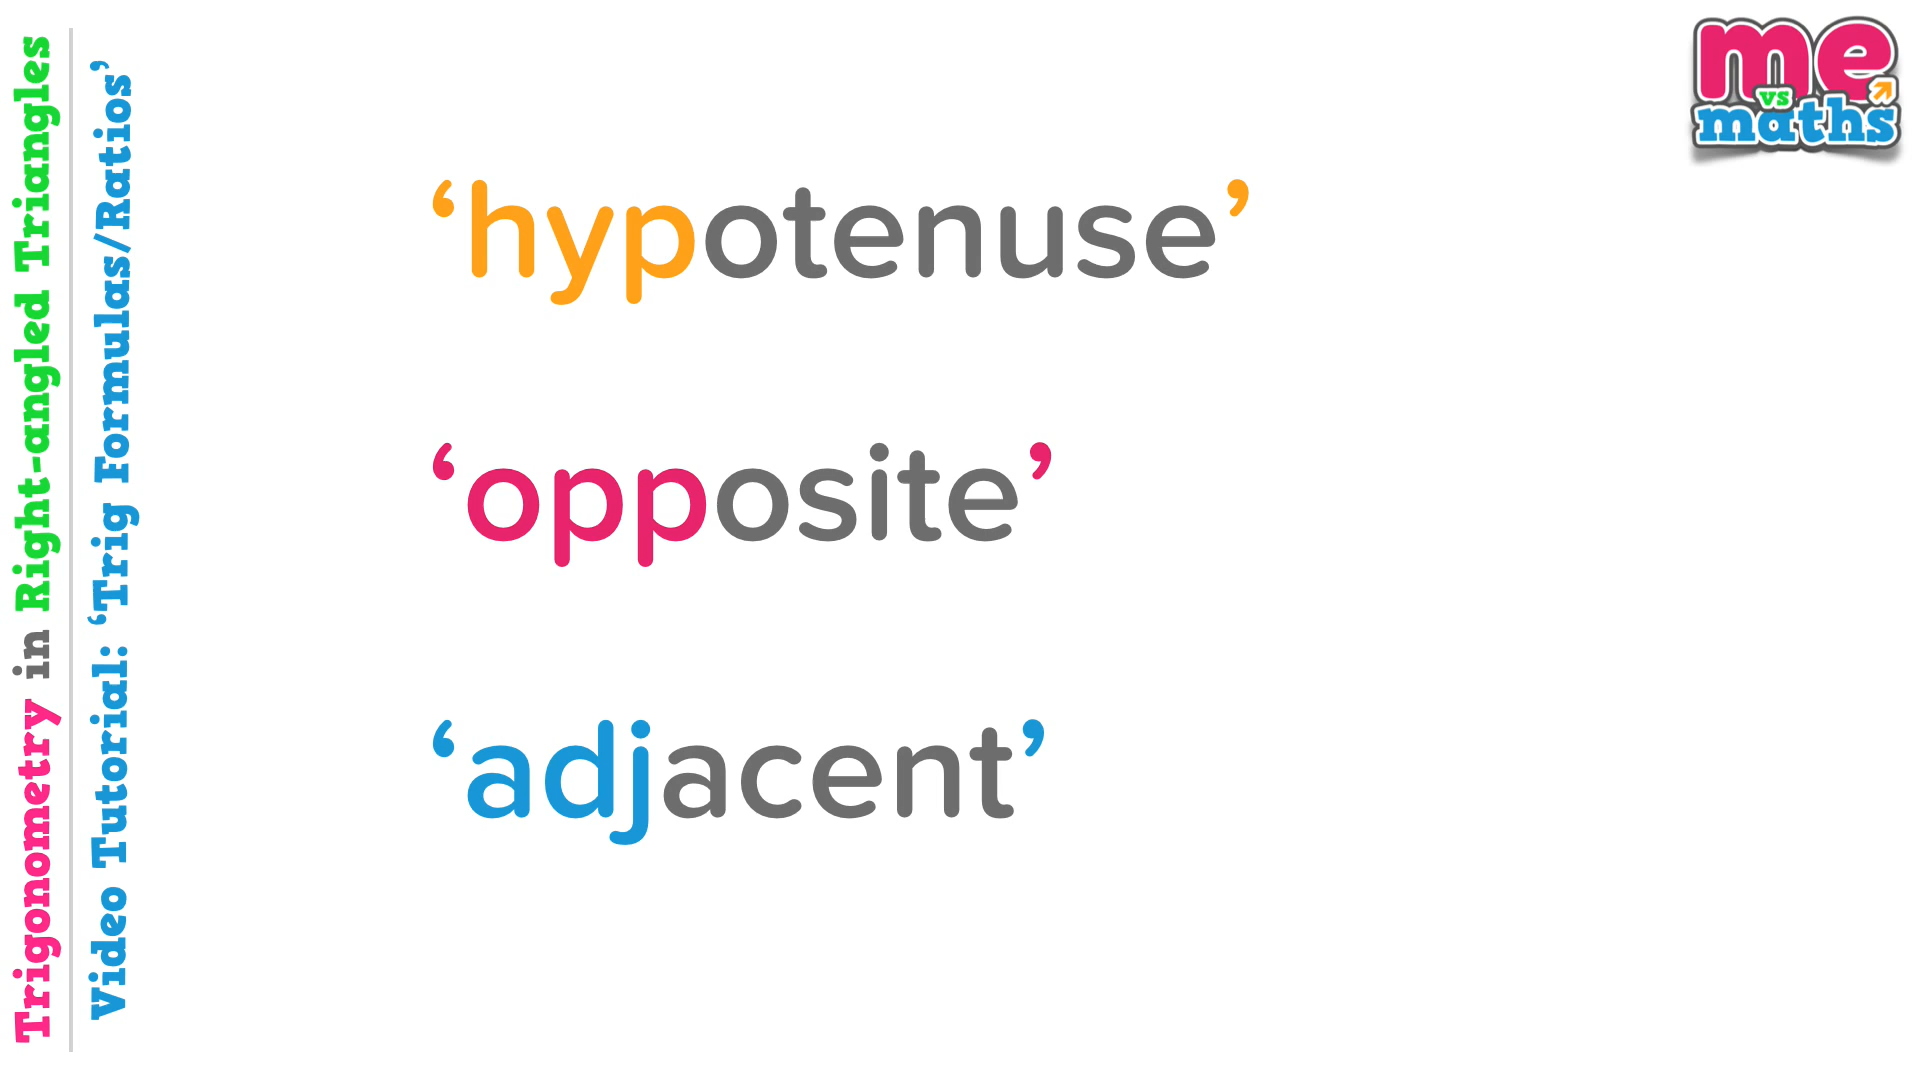 Trigonometry in Right-angled Triangles
Video Tutorial: ‘Trig Formulas/Ratios’
me
vs
maths
‘hypotenuse’
‘opposite’
‘adjacent’